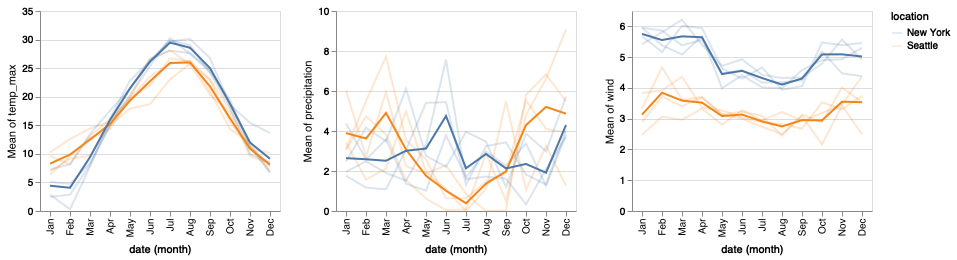 Mean of temp_max
35
30
25
20
15
10
5
0
Jan Feb Mar Apr May Jun Jul Aug Sep Oct Nov Dec
date (month)
Mean of precipitation
10
8
6
4
2
0
Jan Feb Mar Apr May Jun Jul Aug Sep Oct Nov Dec
date (month)
Mean of wind
6
5
4
3
2
1
0
Jan Feb Mar Apr May Jun Jul Aug Sep Oct Nov Dec
date (month)
location
New York
Seattle